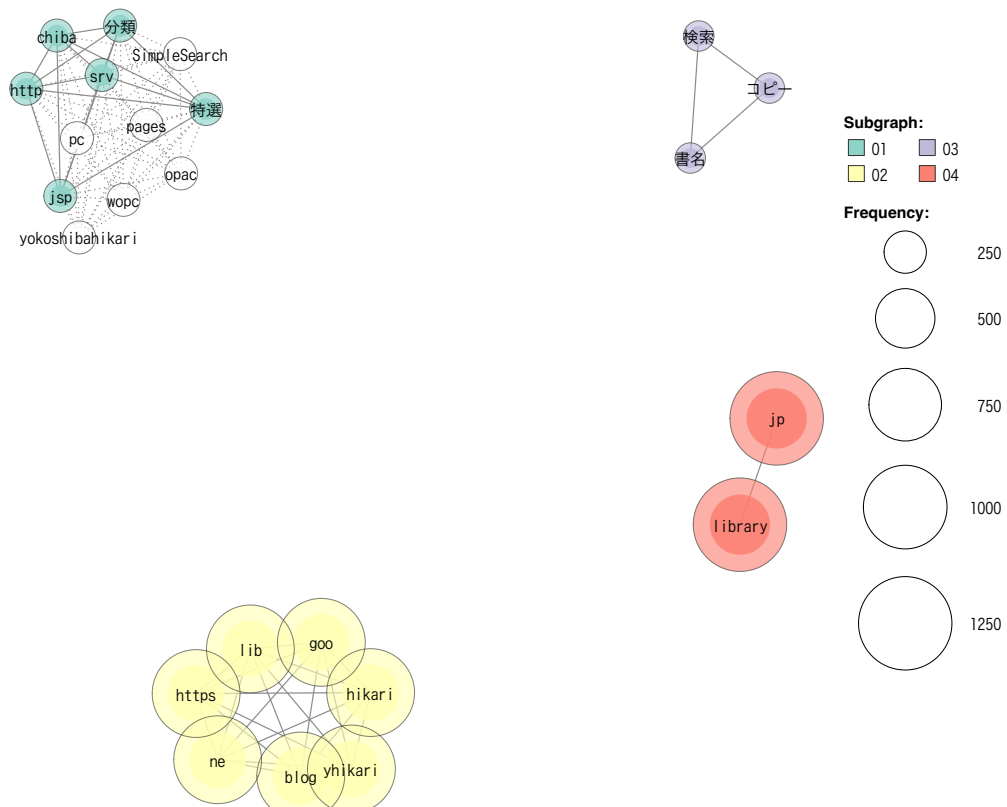 分類
chiba
SimpleSearch
srv
http
特選
pages
pc
opac
jsp
wopc
yokoshibahikari
検索
コピー
書名
Subgraph:
01 03
02 04
Frequency:
250
500
750
1000
1250
jp
library
lib
goo
https
hikari
ne
blog
yhikari